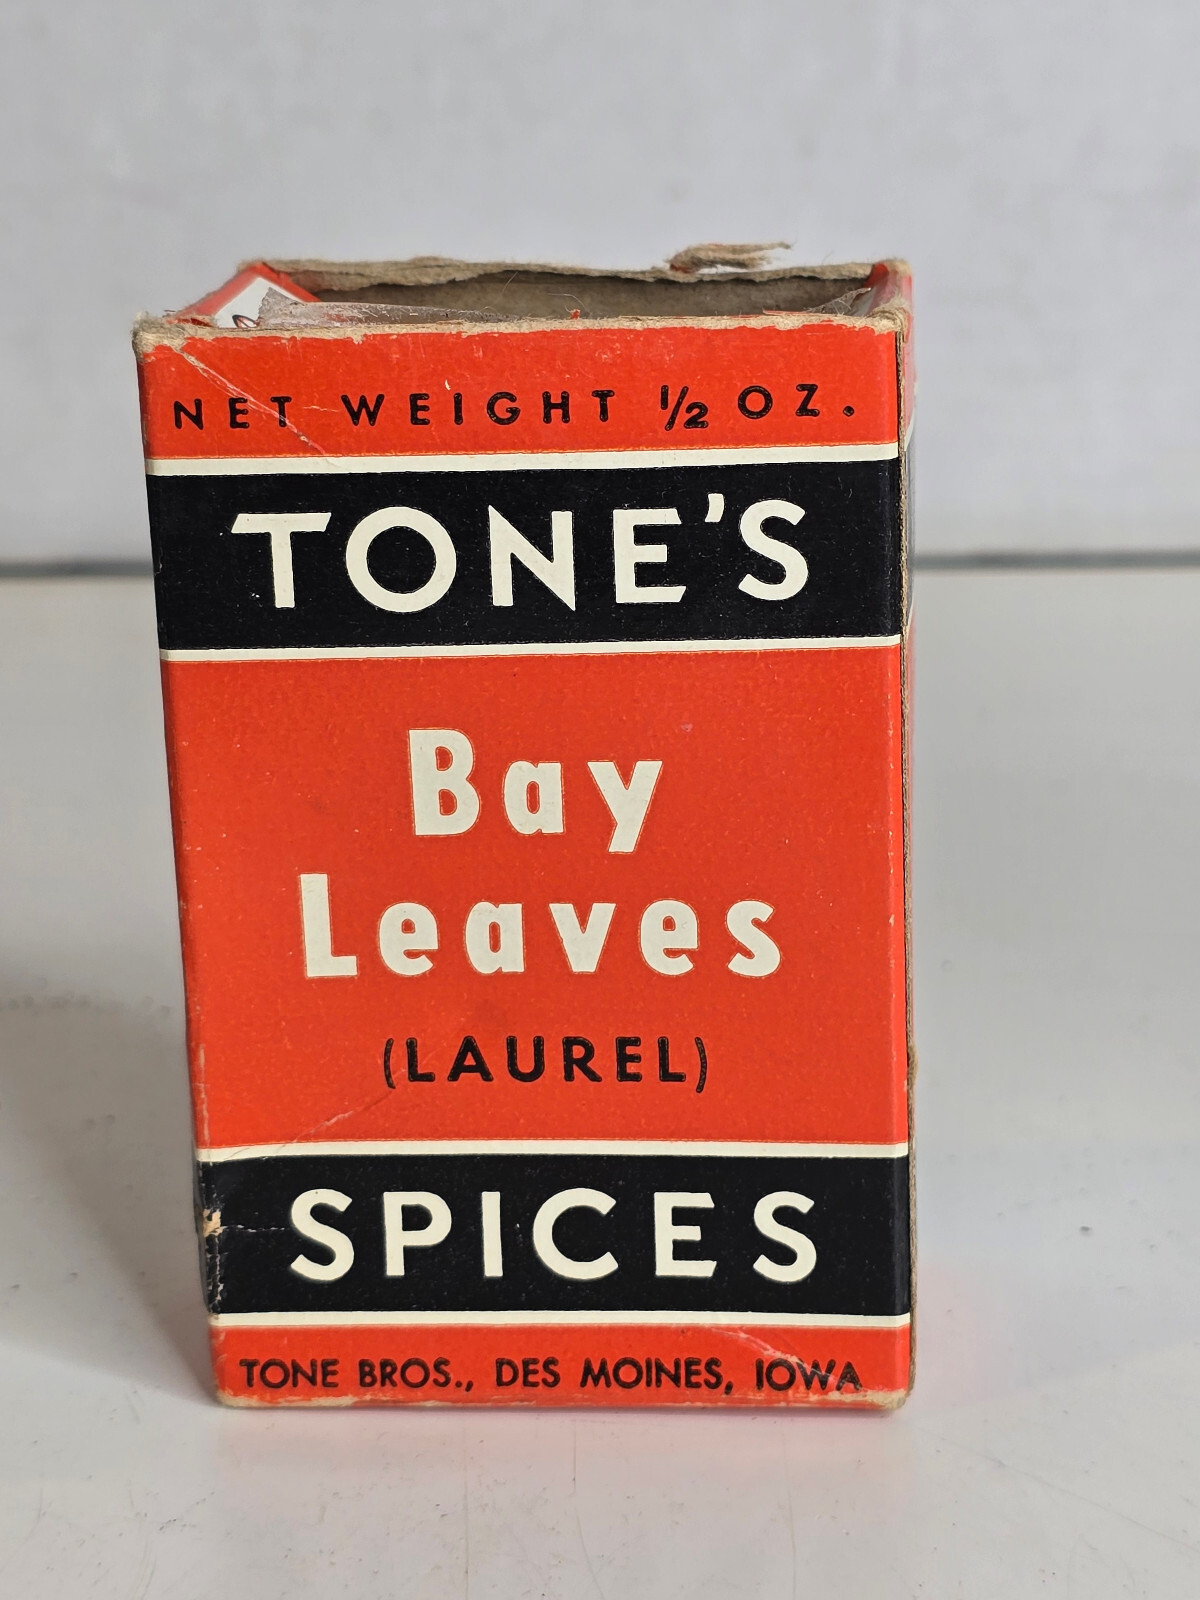 NET WEIGHT ½ OZ.
TONE'S
Bay
Leaves
(LAUREL)
SPICES
TONE BROS., DES MOINES, IOWA